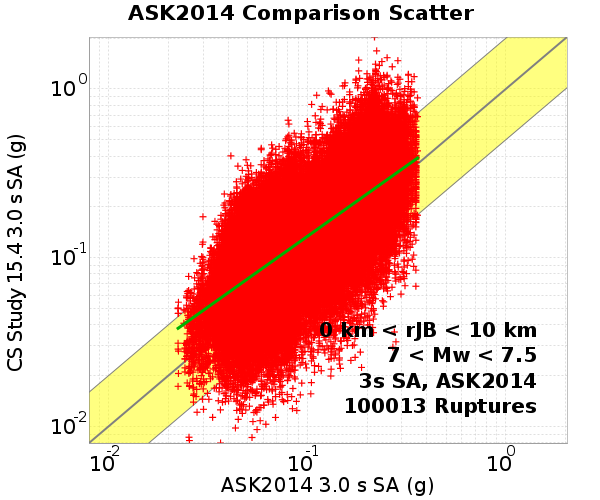 ASK2014 Comparison Scatter
CS Study 15.4 3.0 s SA (g)
10^0
10^-1
10^-2
0 km < rJB < 10 km
7 < Mw < 7.5
3s SA, ASK2014
100013 Ruptures
10^-2 10^-1 10^0
ASK2014 3.0 s SA (g)